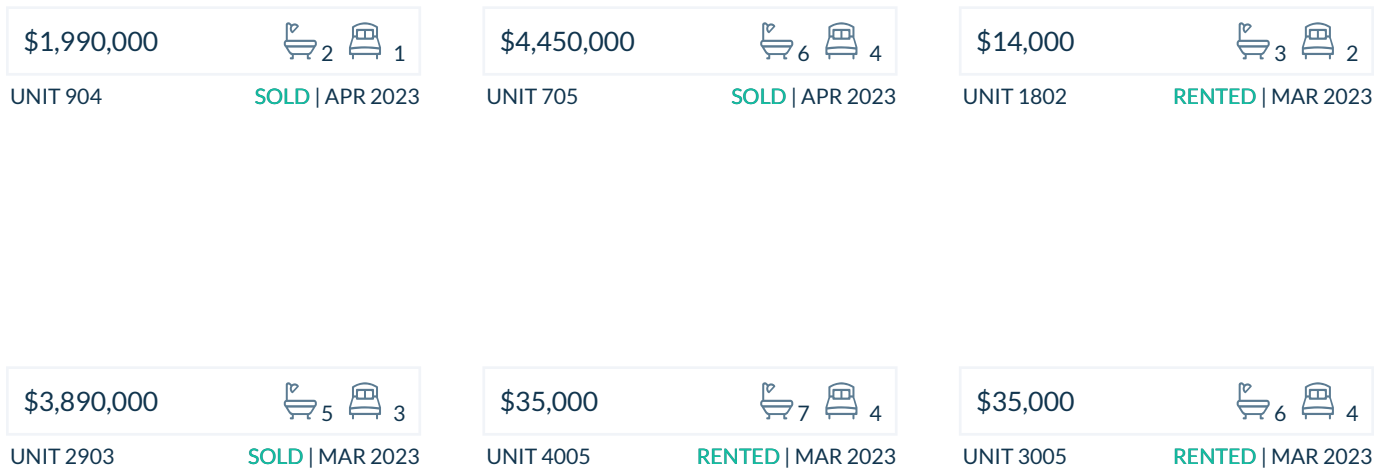 $1,990,000 2 1
UNIT 904 SOLD | APR 2023
$4,450,000 6 4
UNIT 705 SOLD | APR 2023
$14,000 3 2
UNIT 1802 RENTED | MAR 2023
$3,890,000 5 3
UNIT 2903 SOLD | MAR 2023
$35,000 7 4
UNIT 4005 RENTED | MAR 2023
$35,000 6 4
UNIT 3005 RENTED | MAR 2023